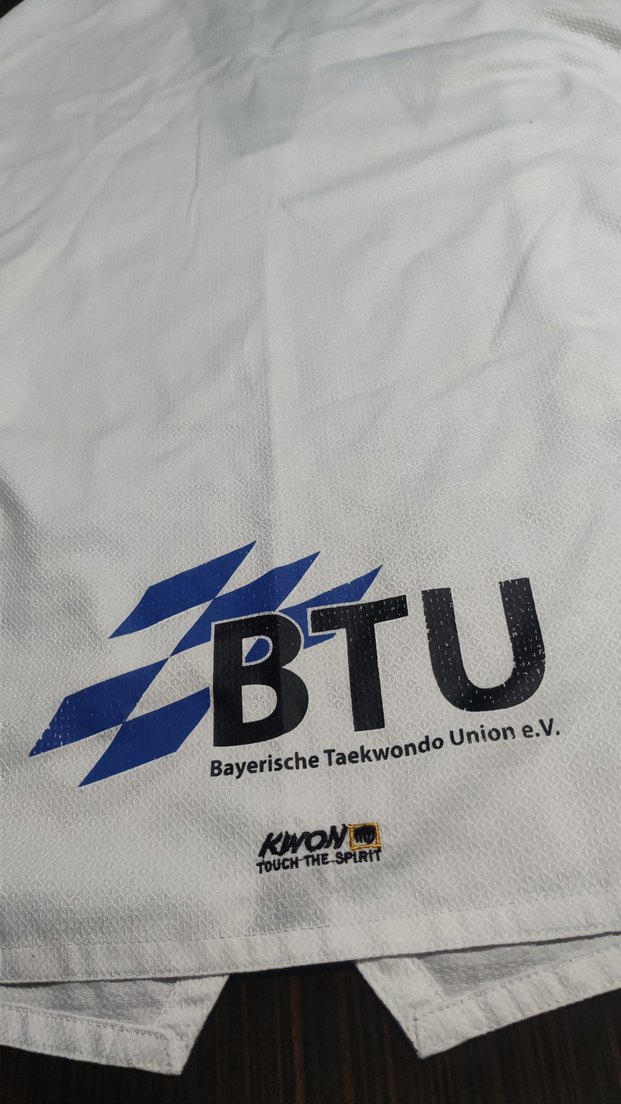 BTU
Bayerische Taekwondo Union e.V.
KWON
TOUCH THE SPIRIT